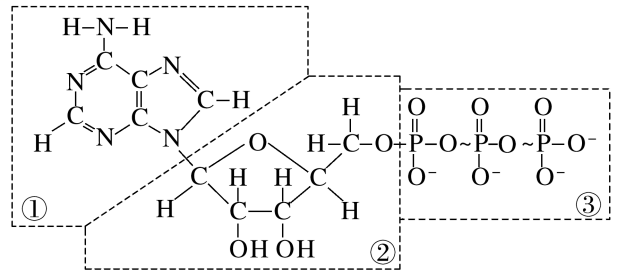 H–N–H
C N
N C
C–H
C C
H N N
H O O O
H–C–O–P–O~P–O~P–O⁻
O
C H H C O⁻ O⁻ O⁻
H C–C H
OH OH
① ② ③